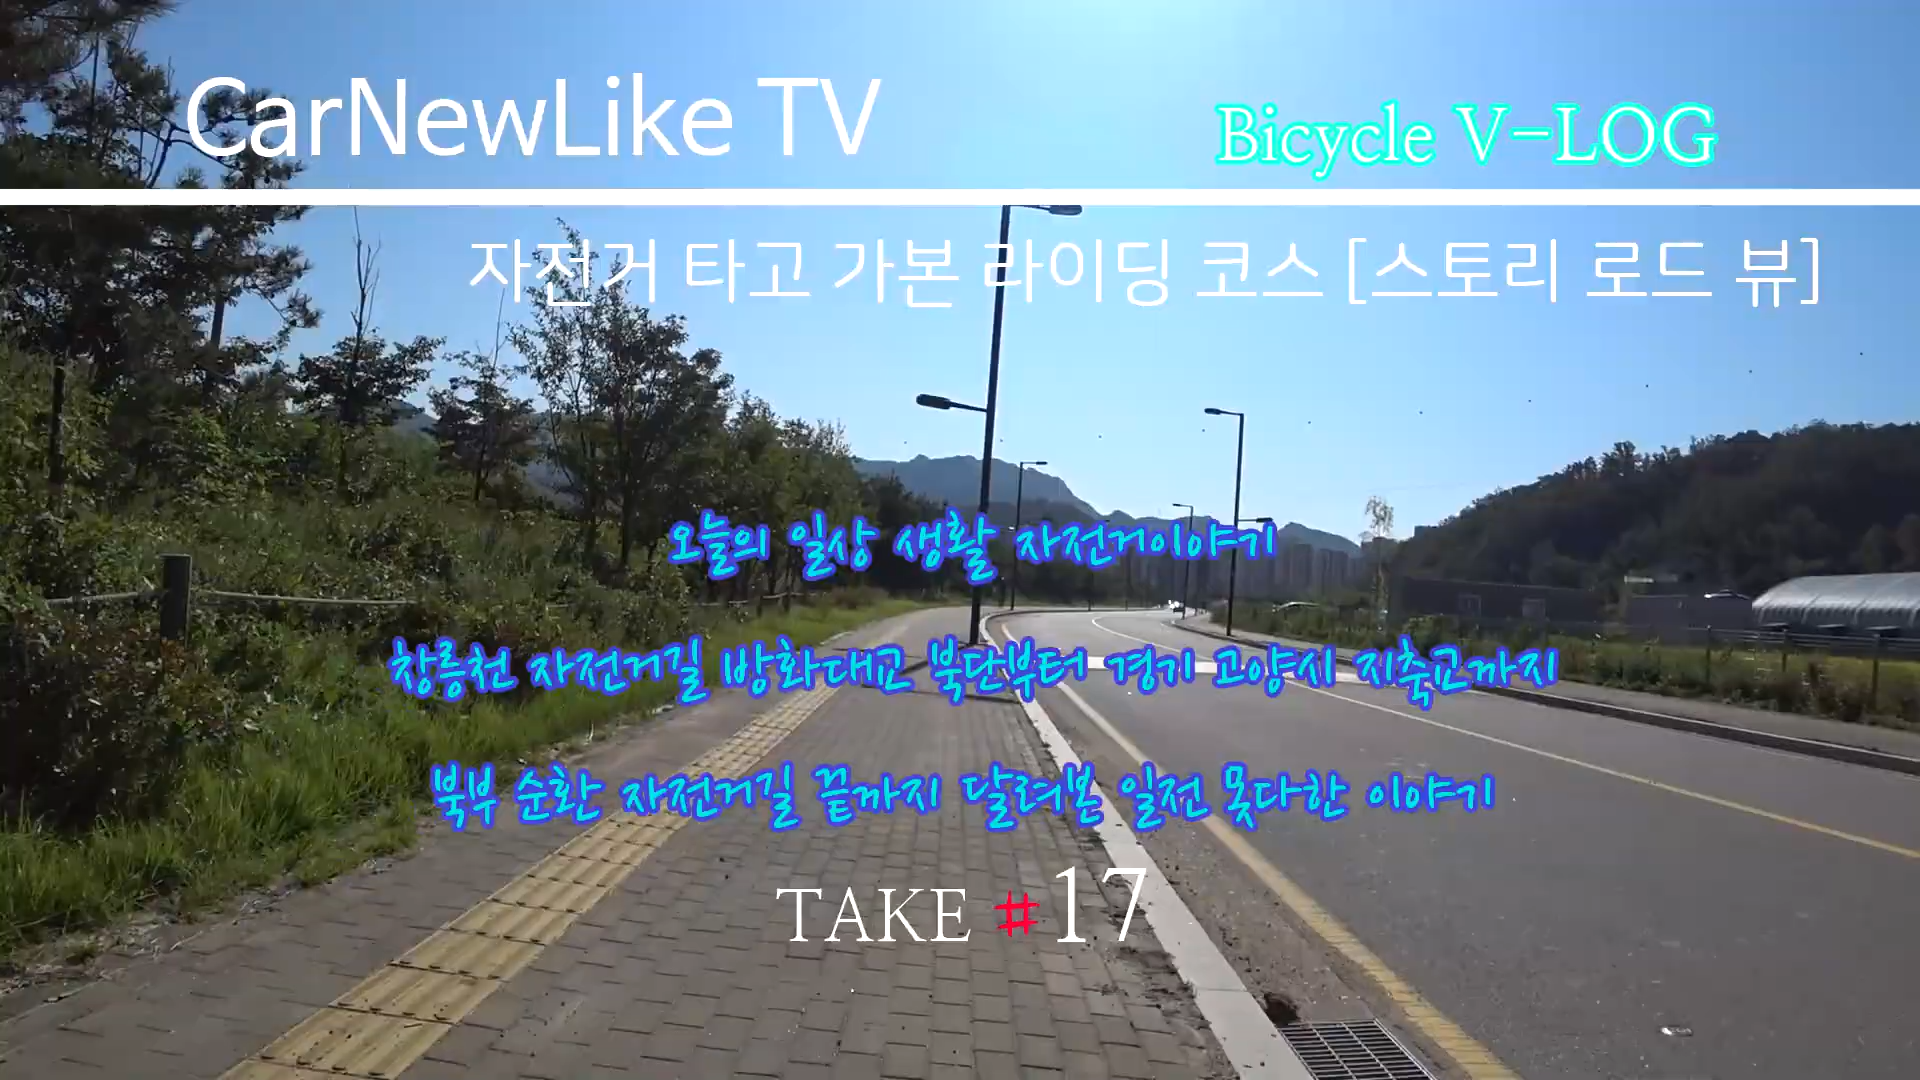 CarNewLike TV
Bicycle V-LOG
자전거 타고 가본 라이딩 코스 [스토리 로드 뷰]
오늘의 일상 생활 자전거이야기
창릉천 자전거길 방화대교 북단부터 경기 고양시 지축교까지
북부 순환 자전거길 끝까지 달려본 일전 못다한 이야기
TAKE #17